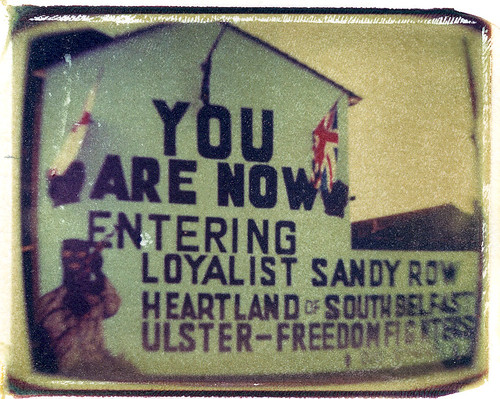 YOU
ARE NOW
ENTERING
LOYALIST SANDY ROW
HEARTLAND OF SOUTH BELFAST
ULSTER-FREEDOM FIGHTERS